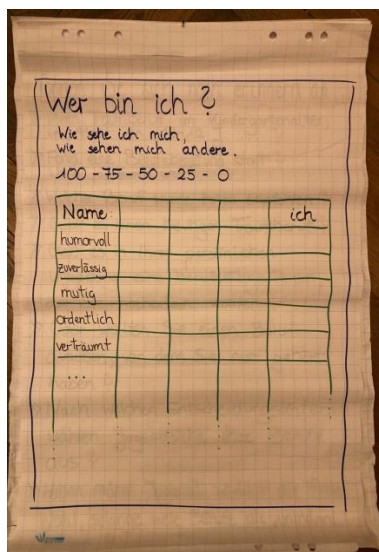 Wer bin ich ?
Wie sehe ich mich,
wie sehen mich andere.
100 - 75 - 50 - 25 - 0
Name ich
humorvoll
zuverlässig
mutig
ordentlich
verträumt
...